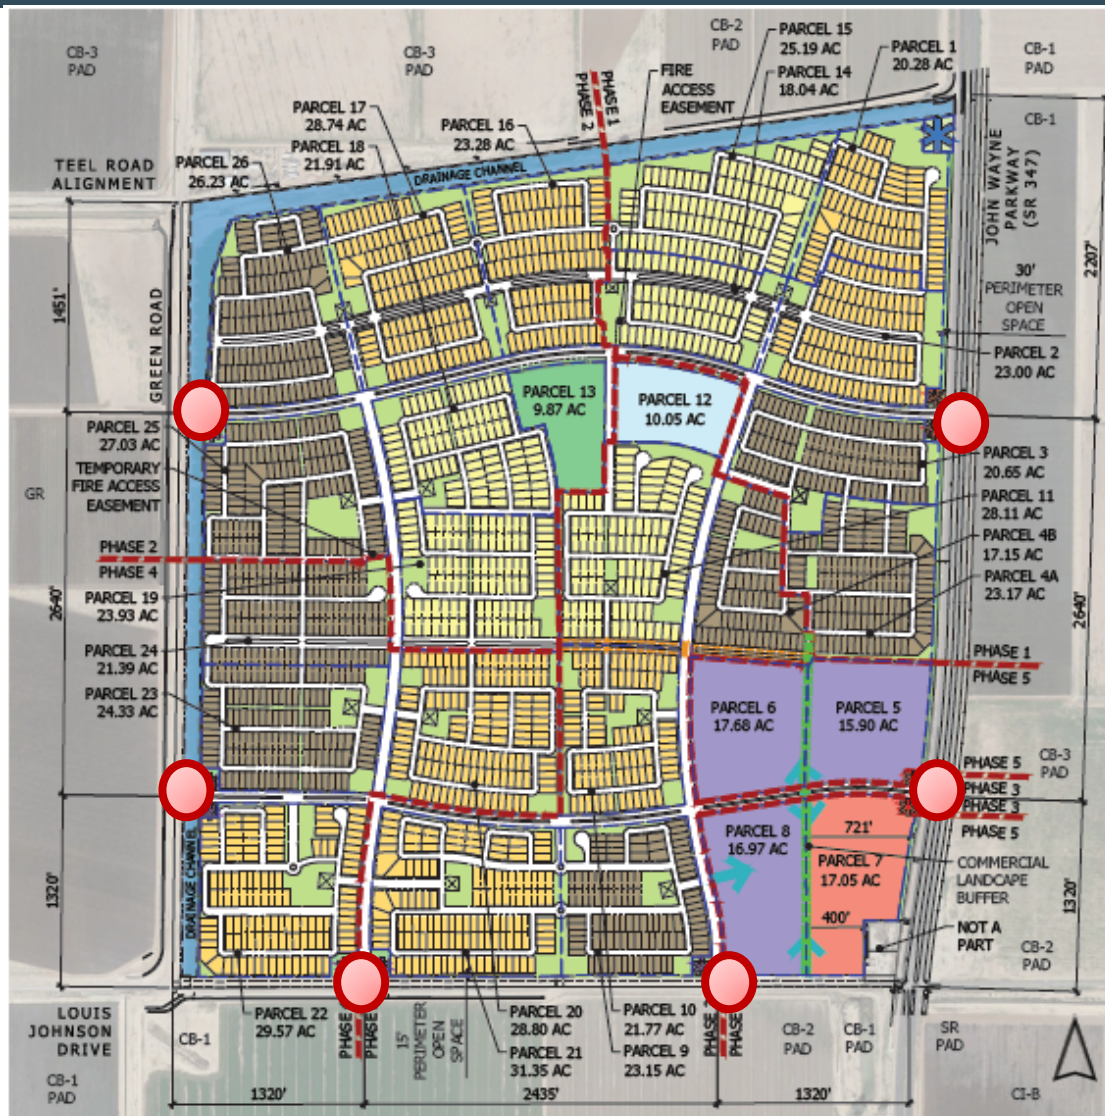 CB-3
PAD
CB-3
PAD
CB-2
PAD
PARCEL 15
25.19 AC
PARCEL 1
20.28 AC
CB-1
PAD
PHASE 1
PHASE 2
FIRE
ACCESS
EASEMENT
PARCEL 14
18.04 AC
PARCEL 17
28.74 AC
PARCEL 16
23.28 AC
CB-1
PARCEL 18
21.91 AC
TEEL ROAD
ALIGNMENT
PARCEL 26
26.23 AC
DRAINAGE CHANNEL
JOHN WAYNE
PARKWAY
(SR 347)
2207'
30'
PERIMETER
OPEN
SPACE
1451'
GREEN ROAD
PARCEL 2
23.00 AC
PARCEL 13
9.87 AC
PARCEL 12
10.05 AC
PARCEL 25
27.03 AC
TEMPORARY
FIRE ACCESS
EASEMENT
GR
PARCEL 3
20.65 AC
PARCEL 11
28.11 AC
PARCEL 4B
17.15 AC
PARCEL 4A
23.17 AC
PHASE 2
PHASE 4
2640'
PARCEL 19
23.93 AC
2640'
PARCEL 24
21.39 AC
PHASE 1
PHASE 5
PARCEL 23
24.33 AC
PARCEL 6
17.68 AC
PARCEL 5
15.90 AC
CB-3
PAD
PHASE 5
PHASE 3
PHASE 3
PHASE 5
PARCEL 8
16.97 AC
721'
PARCEL 7
17.05 AC
COMMERCIAL
LANDSCAPE
BUFFER
1320'
DRAINAGE CHANNEL
1320'
400'
NOT A
PART
CB-2
PAD
LOUIS
JOHNSON
DRIVE
CB-1
PARCEL 22
29.57 AC
PHASE
PHASE
15'
PERIMETER
OPEN
SPACE
PARCEL 20
28.80 AC
PARCEL 21
31.35 AC
PARCEL 10
21.77 AC
PARCEL 9
23.15 AC
PHASE
PHASE
CB-2
PAD
CB-1
PAD
SR
PAD
CB-1
PAD
1320'
2435'
1320'
CI-B